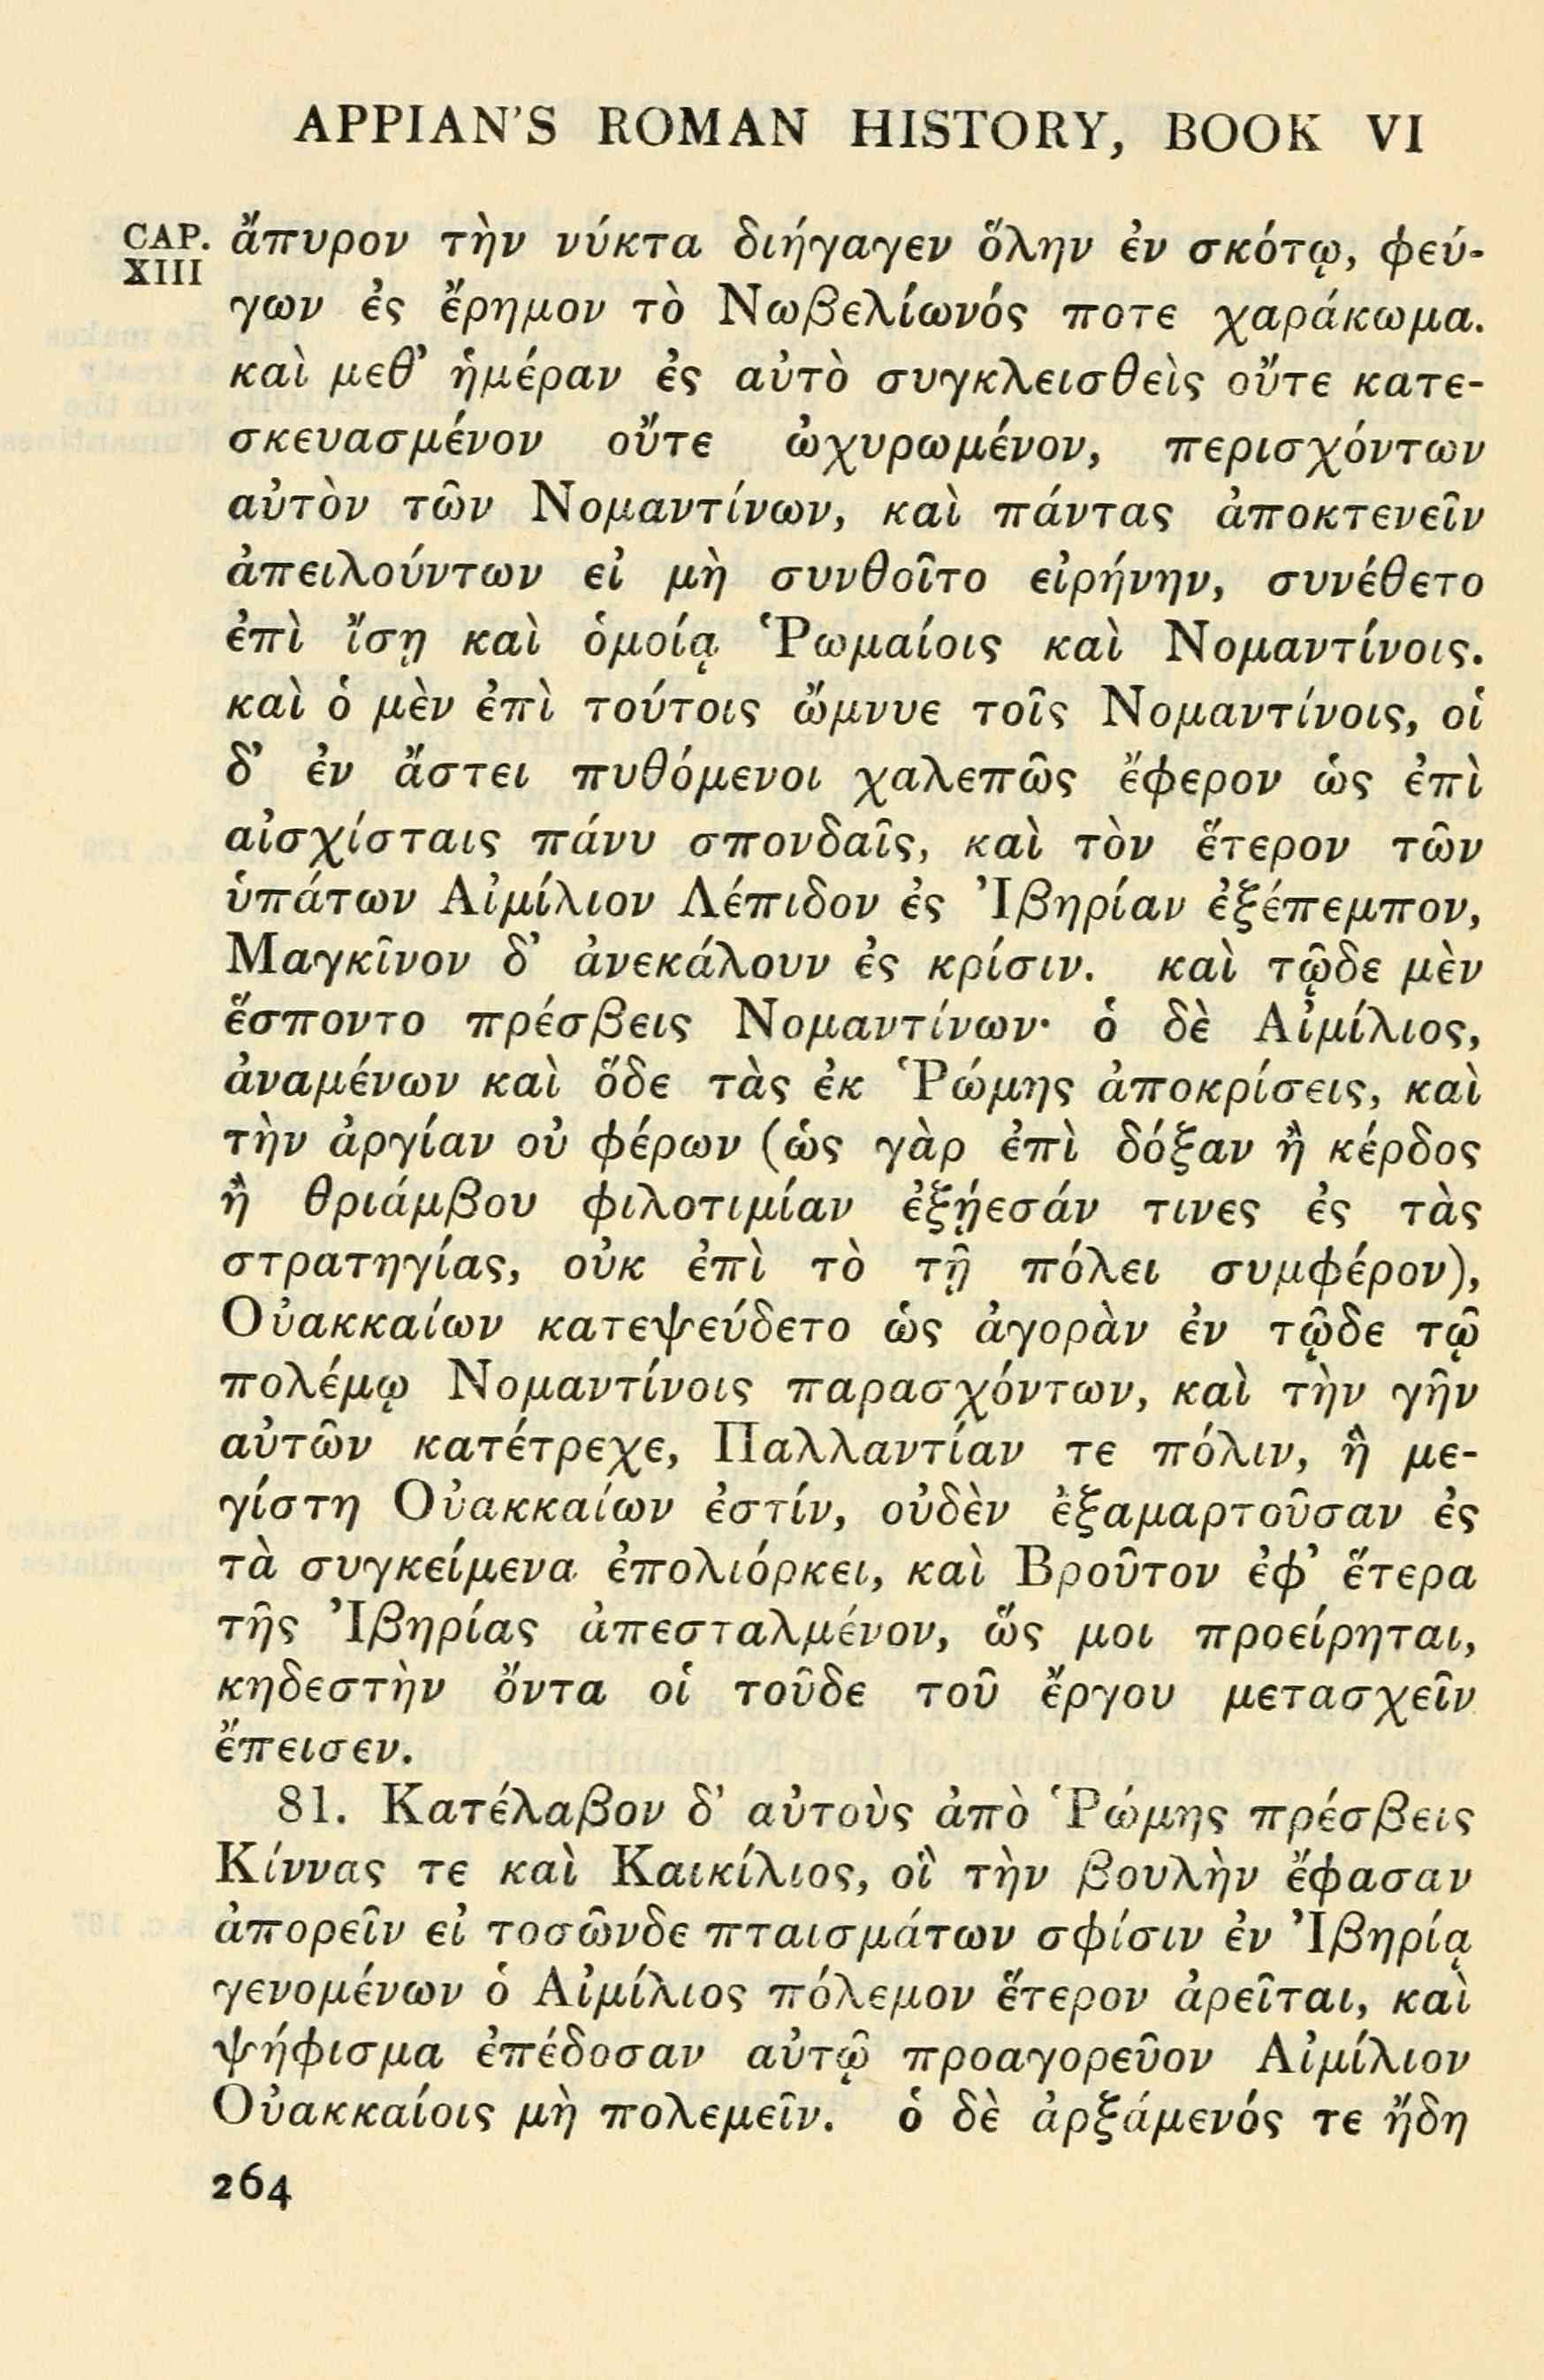 APPIAN'S ROMAN HISTORY, BOOK VI
CAP. XIII
ἄπυρον τὴν νύκτα διήγαγεν ὅλην ἐν σκότῳ, φεύ-
γων ἐς ἔρημον τὸ Νωβελίωνός ποτε χαράκωμα.
καὶ μεθ' ἡμέραν ἐς αὐτὸ συγκλεισθεὶς οὔτε κατε-
σκευασμένον οὔτε ὠχυρωμένον, περισχόντων
αὐτὸν τῶν Νομαντίνων, καὶ πάντας ἀποκτενεῖν
ἀπειλούντων εἰ μὴ συνθοῖτο εἰρήνην, συνέθετο
ἐπὶ ἴσῃ καὶ ὁμοίᾳ Ῥωμαίοις καὶ Νομαντίνοις.
καὶ ὁ μὲν ἐπὶ τούτοις ὤμνυε τοῖς Νομαντίνοις, οἱ
δ' ἐν ἄστει πυθόμενοι χαλεπῶς ἔφερον ὡς ἐπὶ
αἰσχίσταις πάνυ σπονδαῖς, καὶ τὸν ἕτερον τῶν
ὑπάτων Αἰμίλιον Λέπιδον ἐς Ἰβηρίαν ἐξέπεμπον,
Μαγκῖνον δ' ἀνεκάλουν ἐς κρίσιν. καὶ τῷδε μὲν
ἕσποντο πρέσβεις Νομαντίνων· ὁ δὲ Αἰμίλιος,
ἀναμένων καὶ ὅδε τὰς ἐκ Ῥώμης ἀποκρίσεις, καὶ
τὴν ἀργίαν οὐ φέρων (ὡς γὰρ ἐπὶ δόξαν ἢ κέρδος
ἢ θριάμβου φιλοτιμίαν ἐξῄεσάν τινες ἐς τὰς
στρατηγίας, οὐκ ἐπὶ τὸ τῇ πόλει συμφέρον),
Οὐακκαίων κατεψεύδετο ὡς ἀγορὰν ἐν τῷδε τῷ
πολέμῳ Νομαντίνοις παρασχόντων, καὶ τὴν γῆν
αὐτῶν κατέτρεχε, Παλλαντίαν τε πόλιν, ἣ με-
γίστη Οὐακκαίων ἐστίν, οὐδὲν ἐξαμαρτοῦσαν ἐς
τὰ συγκείμενα ἐπολιόρκει, καὶ Βροῦτον ἐφ' ἕτερα
τῆς Ἰβηρίας ἀπεσταλμένον, ὥς μοι προείρηται,
κηδεστὴν ὄντα οἱ τοῦδε τοῦ ἔργου μετασχεῖν
ἔπεισεν.
81. Κατέλαβον δ' αὐτοὺς ἀπὸ Ῥώμης πρέσβεις
Κίννας τε καὶ Καικίλιος, οἳ τὴν βουλὴν ἔφασαν
ἀπορεῖν εἰ τοσῶνδε πταισμάτων σφίσιν ἐν Ἰβηρίᾳ
γενομένων ὁ Αἰμίλιος πόλεμον ἕτερον ἀρεῖται, καὶ
ψήφισμα ἐπέδοσαν αὐτῷ προαγορεῦον Αἰμίλιον
Οὐακκαίοις μὴ πολεμεῖν. ὁ δὲ ἀρξάμενός τε ἤδη
264